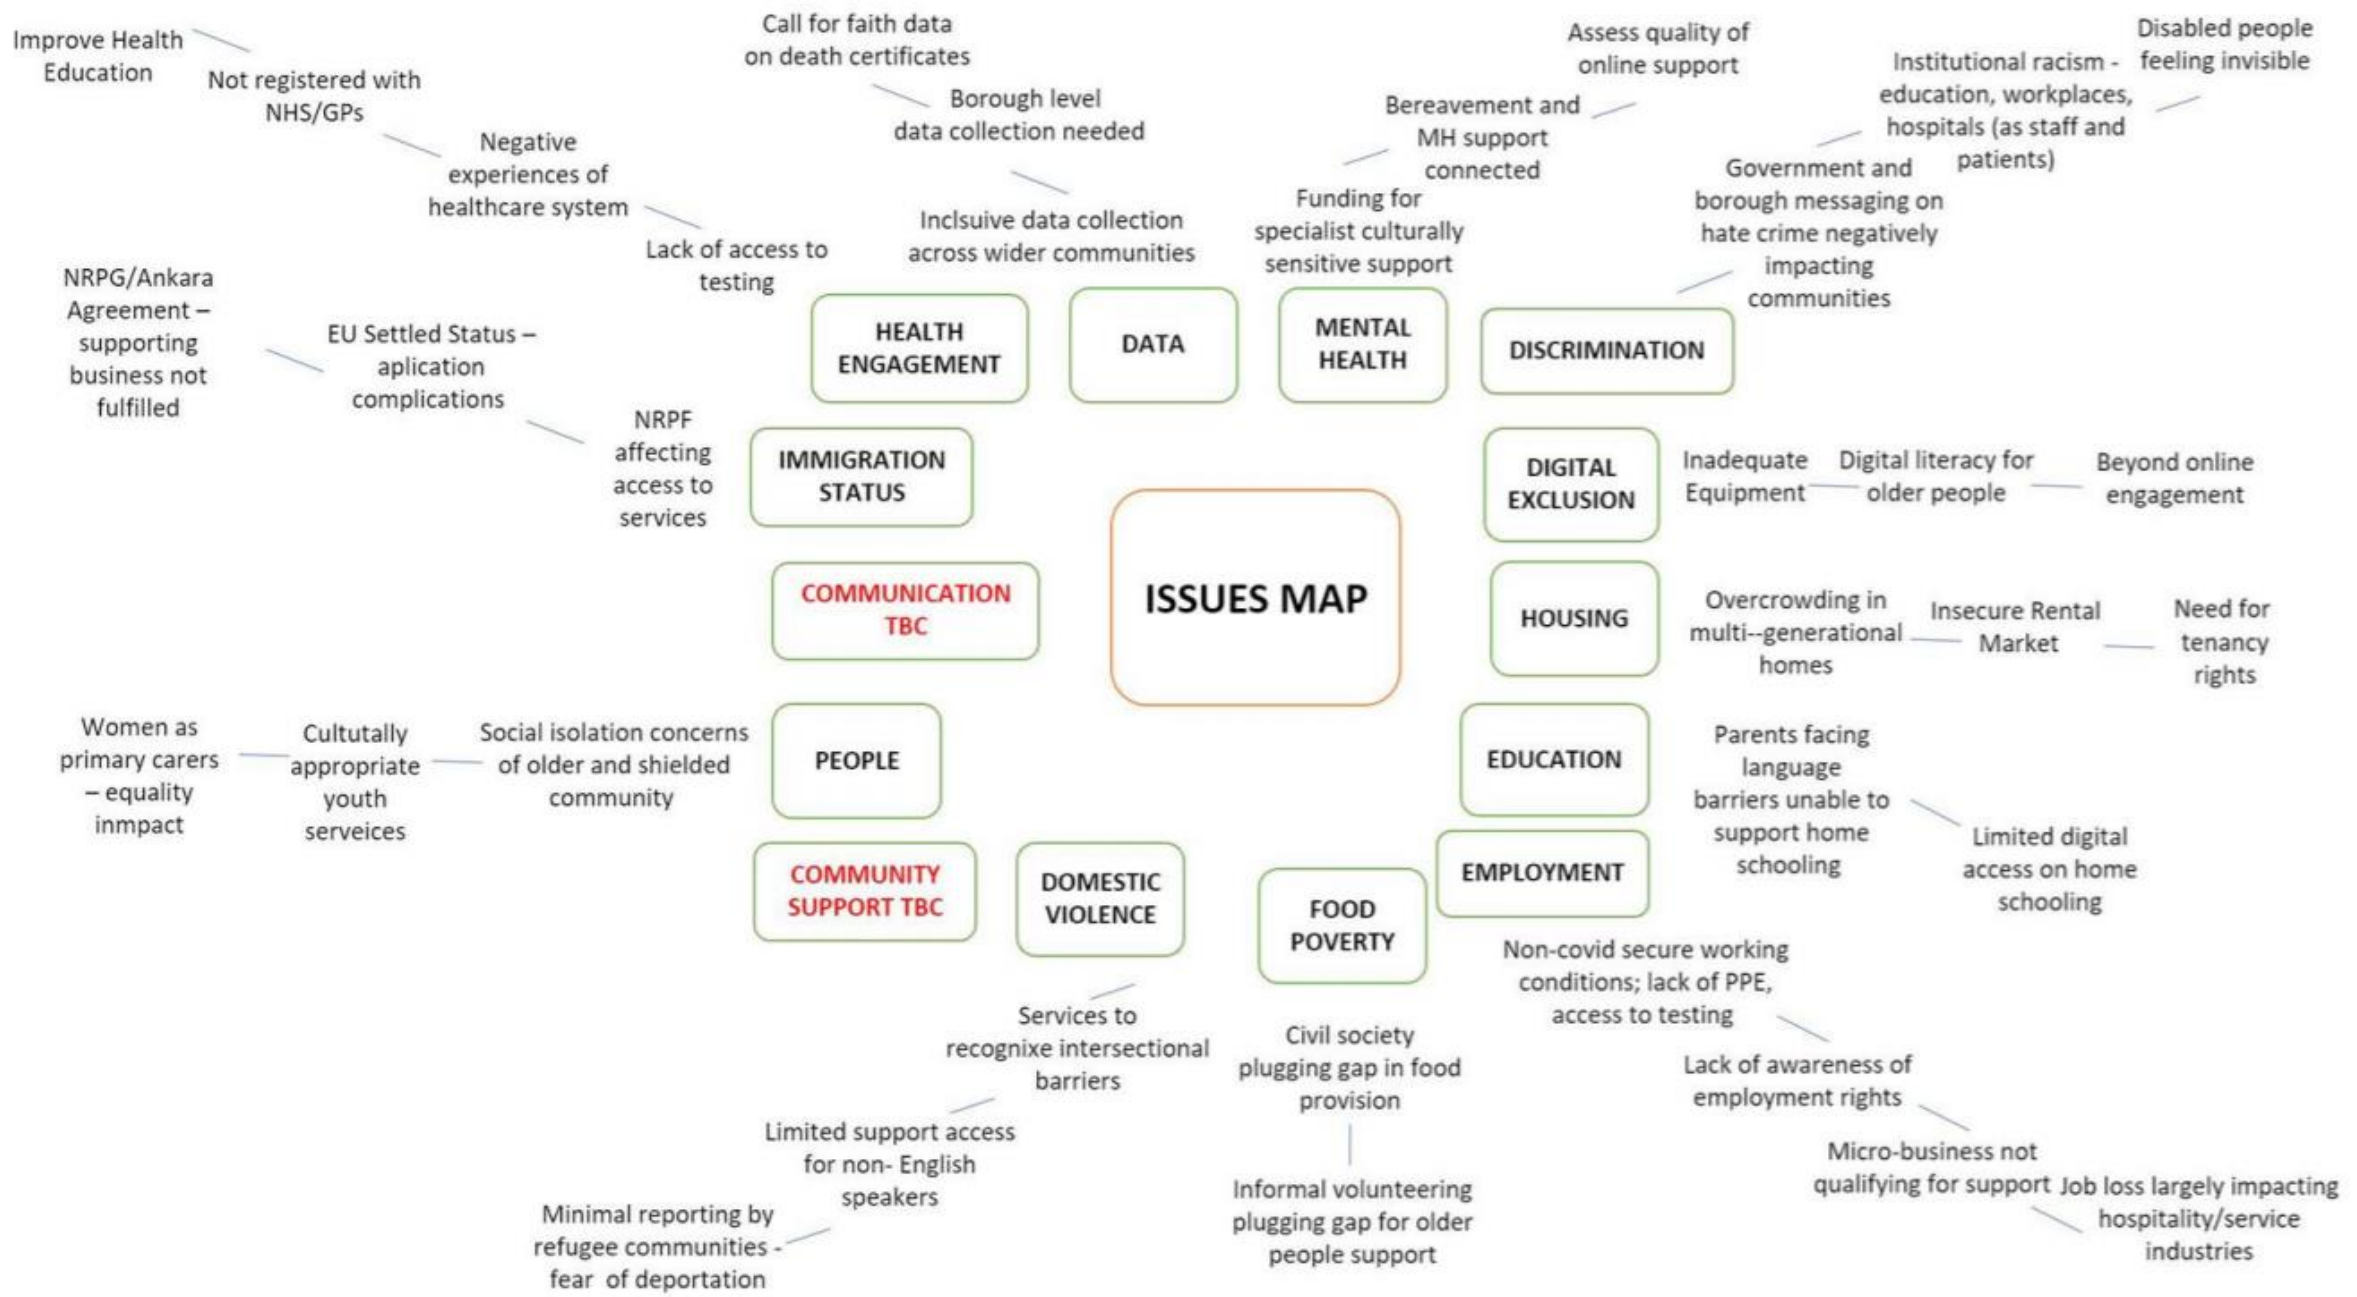 Improve Health
Education
Not registered with
NHS/GPs
Negative
experiences of
healthcare system
Lack of access to
testing
HEALTH
ENGAGEMENT
Call for faith data
on death certificates
Borough level
data collection needed
Inclsuive data collection
across wider communities
DATA
Assess quality of
online support
Bereavement and
MH support
connected
Funding for
specialist culturally
sensitive support
MENTAL
HEALTH
Disabled people
feeling invisible
Institutional racism -
education, workplaces,
hospitals (as staff and
patients)
Government and
borough messaging on
hate crime negatively
impacting
communities
DISCRIMINATION
NRPG/Ankara
Agreement –
supporting
business not
fulfilled
EU Settled Status –
aplication
complications
NRPF
affecting
access to
services
IMMIGRATION
STATUS
DIGITAL
EXCLUSION
Inadequate
Equipment
Digital literacy for
older people
Beyond online
engagement
COMMUNICATION
TBC
ISSUES MAP
HOUSING
Overcrowding in
multi--generational
homes
Insecure Rental
Market
Need for
tenancy
rights
Women as
primary carers
– equality
inmpact
Cultutally
appropriate
youth
serveices
Social isolation concerns
of older and shielded
community
PEOPLE
EDUCATION
Parents facing
language
barriers unable to
support home
schooling
Limited digital
access on home
schooling
COMMUNITY
SUPPORT TBC
DOMESTIC
VIOLENCE
Services to
recognixe intersectional
barriers
Limited support access
for non- English
speakers
Minimal reporting by
refugee communities -
fear of deportation
FOOD
POVERTY
Civil society
plugging gap in food
provision
Informal volunteering
plugging gap for older
people support
EMPLOYMENT
Non-covid secure working
conditions; lack of PPE,
access to testing
Lack of awareness of
employment rights
Micro-business not
qualifying for support
Job loss largely impacting
hospitality/service
industries